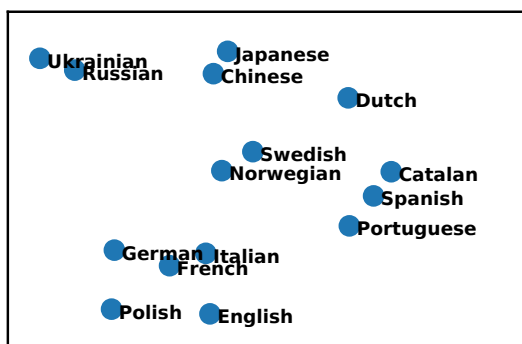 Japanese
Ukrainian
Russian
Chinese
Dutch
Swedish
Norwegian
Catalan
Spanish
Portuguese
German
Italian
French
Polish
English